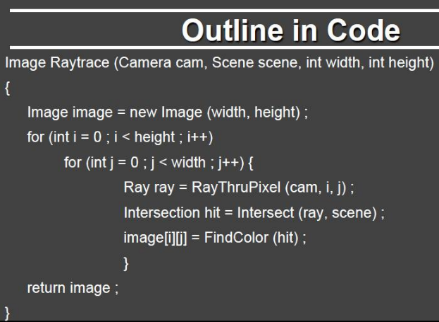 Outline in Code
Image Raytrace (Camera cam, Scene scene, int width, int height)
{
Image image = new Image (width, height) ;
for (int i = 0 ; i < height ; i++)
for (int j = 0 ; j < width ; j++) {
Ray ray = RayThruPixel (cam, i, j) ;
Intersection hit = Intersect (ray, scene) ;
image[i][j] = FindColor (hit) ;
}
return image ;
}